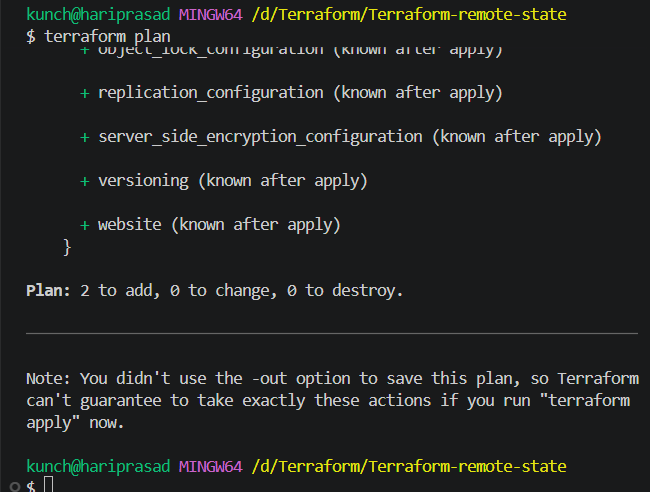 kunch@hariprasad MINGW64 /d/Terraform/Terraform-remote-state
$ terraform plan
+ object_lock_configuration (known after apply)
+ replication_configuration (known after apply)
+ server_side_encryption_configuration (known after apply)
+ versioning (known after apply)
+ website (known after apply)
}
Plan: 2 to add, 0 to change, 0 to destroy.
Note: You didn't use the -out option to save this plan, so Terraform
can't guarantee to take exactly these actions if you run "terraform
apply" now.
kunch@hariprasad MINGW64 /d/Terraform/Terraform-remote-state
$